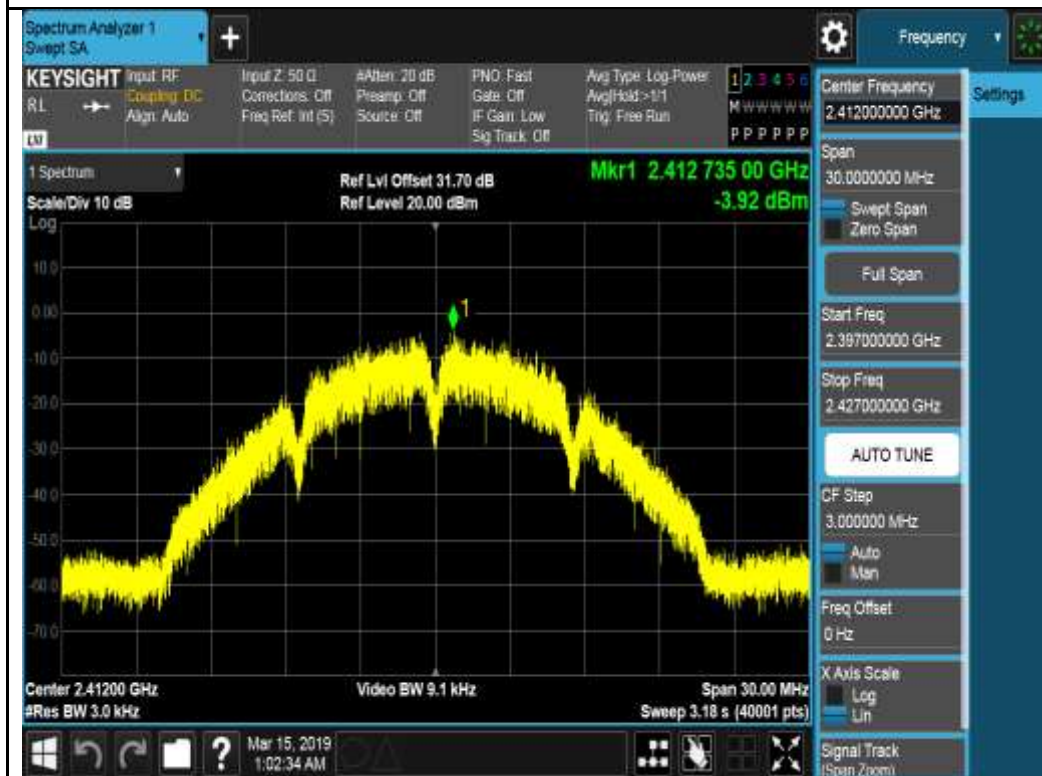 Spectrum Analyzer 1
Swept SA
+
Frequency
KEYSIGHT
RL
Input: RF
Coupling: DC
Align: Auto
Input Z: 50 Ω
Corrections: Off
Freq Ref: Int (S)
#Atten: 20 dB
Preamp: Off
Source: Off
PNO: Fast
Gate: Off
IF Gain: Low
Sig Track: Off
Avg Type: Log-Power
Avg|Hold:>1/1
Trig: Free Run
1 2 3 4 5 6
M W W W W W
P P P P P P
1 Spectrum
Scale/Div 10 dB
Ref Lvl Offset 31.70 dB
Ref Level 20.00 dBm
Mkr1 2.412 735 00 GHz
-3.92 dBm
Log
10.0
0.00
-10.0
-20.0
-30.0
-40.0
-50.0
-60.0
-70.0
1
Center 2.41200 GHz
#Res BW 3.0 kHz
Video BW 9.1 kHz
Span 30.00 MHz
Sweep 3.18 s (40001 pts)
?
Mar 15, 2019
1:02:34 AM
Center Frequency
2.412000000 GHz
Settings
Span
30.0000000 MHz
Swept Span
Zero Span
Full Span
Start Freq
2.397000000 GHz
Stop Freq
2.427000000 GHz
AUTO TUNE
CF Step
3.000000 MHz
Auto
Man
Freq Offset
0 Hz
X Axis Scale
Log
Lin
Signal Track
(Span Zoom)